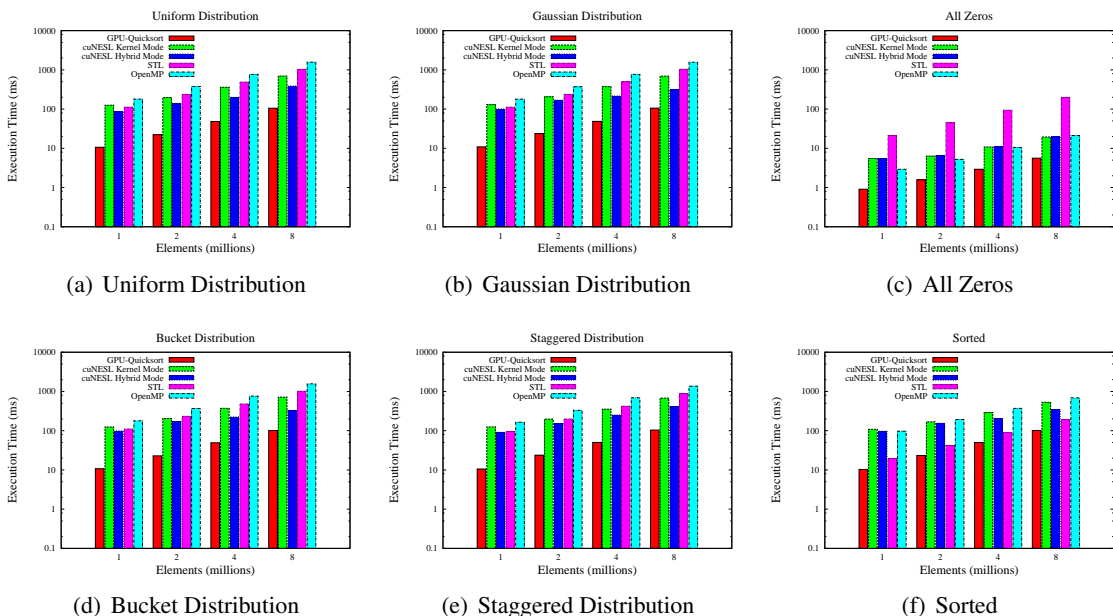 Uniform Distribution
10000
1000
100
10
1
0.1
Execution Time (ms)
GPU-Quicksort
cuNESL Kernel Mode
cuNESL Hybrid Mode
STL
OpenMP
1 2 4 8
Elements (millions)
(a) Uniform Distribution
Gaussian Distribution
10000
1000
100
10
1
0.1
Execution Time (ms)
GPU-Quicksort
cuNESL Kernel Mode
cuNESL Hybrid Mode
STL
OpenMP
1 2 4 8
Elements (millions)
(b) Gaussian Distribution
All Zeros
10000
1000
100
10
1
0.1
Execution Time (ms)
GPU-Quicksort
cuNESL Kernel Mode
cuNESL Hybrid Mode
STL
OpenMP
1 2 4 8
Elements (millions)
(c) All Zeros
Bucket Distribution
10000
1000
100
10
1
0.1
Execution Time (ms)
GPU-Quicksort
cuNESL Kernel Mode
cuNESL Hybrid Mode
STL
OpenMP
1 2 4 8
Elements (millions)
(d) Bucket Distribution
Staggered Distribution
10000
1000
100
10
1
0.1
Execution Time (ms)
GPU-Quicksort
cuNESL Kernel Mode
cuNESL Hybrid Mode
STL
OpenMP
1 2 4 8
Elements (millions)
(e) Staggered Distribution
Sorted
10000
1000
100
10
1
0.1
Execution Time (ms)
GPU-Quicksort
cuNESL Kernel Mode
cuNESL Hybrid Mode
STL
OpenMP
1 2 4 8
Elements (millions)
(f) Sorted